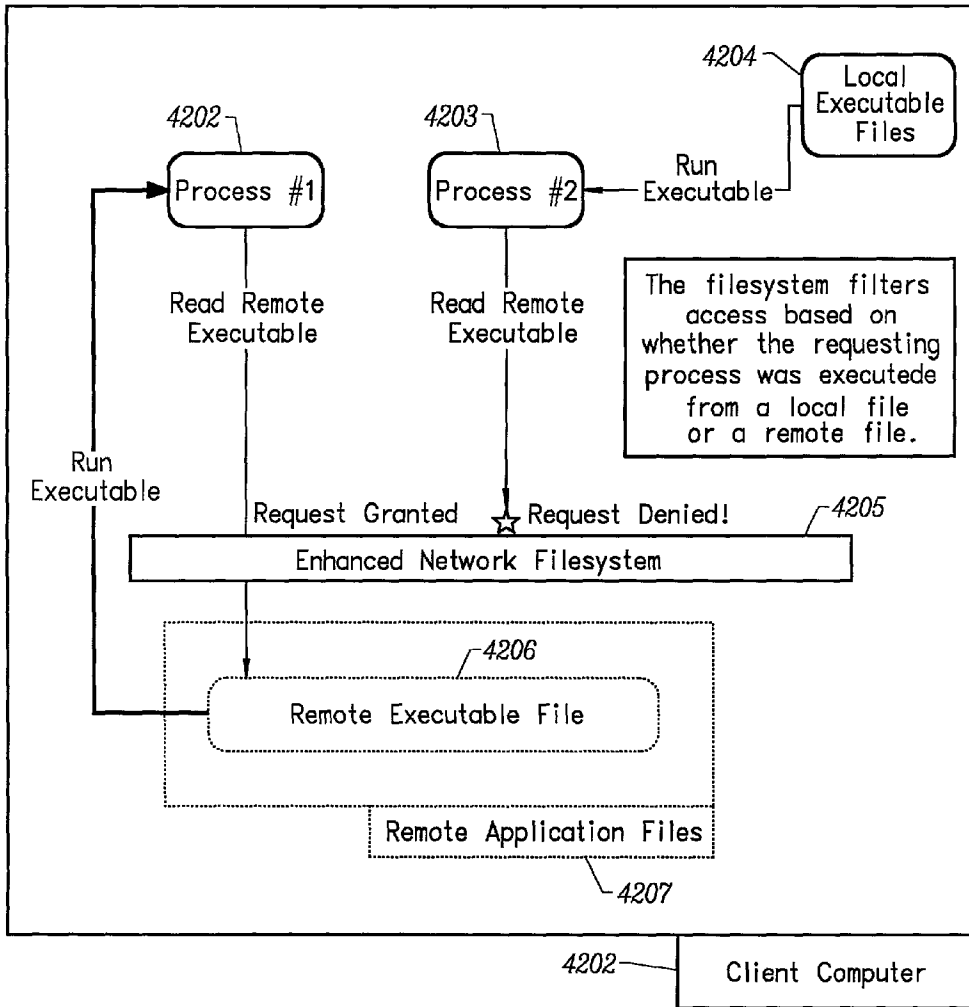 4204
Local
Executable
Files
4202
4203
Process #1
Process #2
Run
Executable
Read Remote
Executable
Read Remote
Executable
The filesystem filters
access based on
whether the requesting
process was executede
from a local file
or a remote file.
Run
Executable
Request Granted
Request Denied!
4205
Enhanced Network Filesystem
4206
Remote Executable File
Remote Application Files
4207
4202
Client Computer